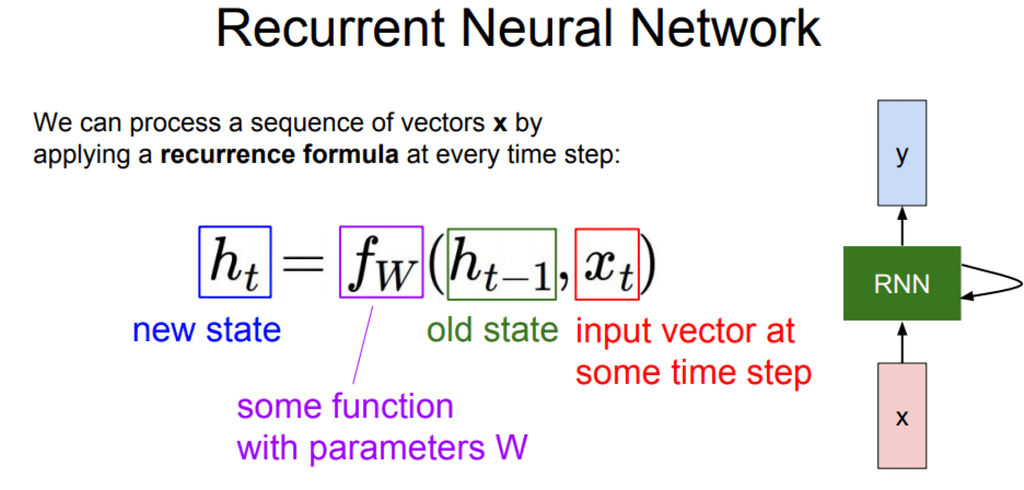 Recurrent Neural Network
We can process a sequence of vectors x by
applying a recurrence formula at every time step:
h_t = f_W(h_{t-1}, x_t)
new state
old state
input vector at
some time step
some function
with parameters W
y
RNN
x